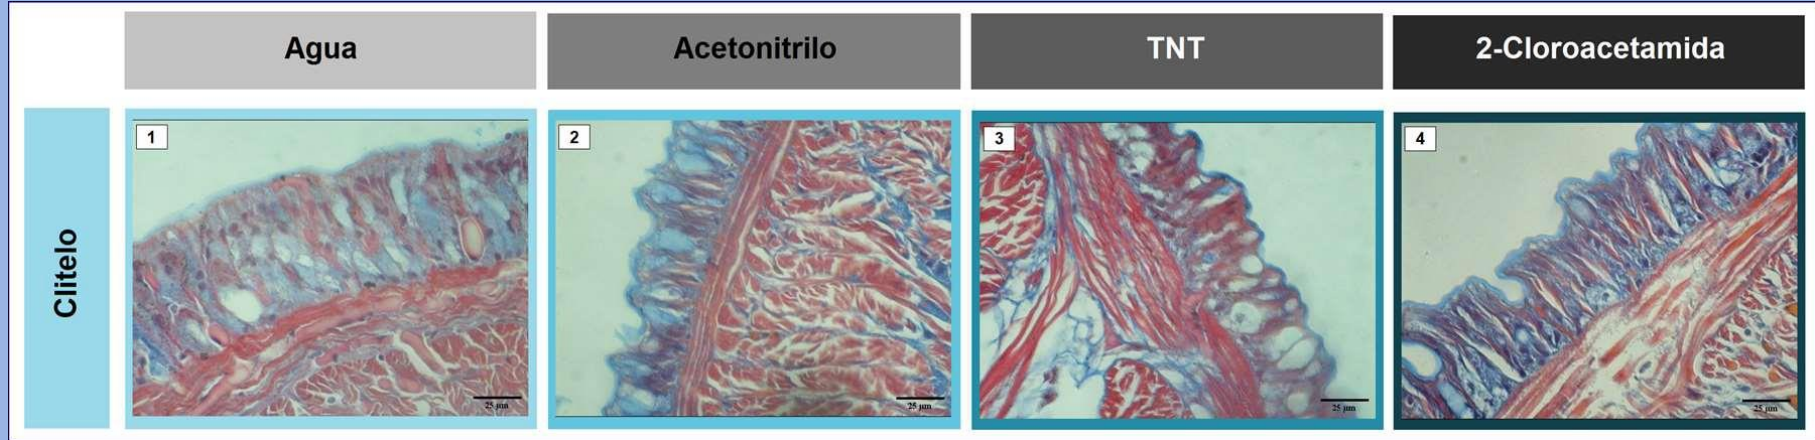 Agua
Acetonitrilo
TNT
2-Cloroacetamida
Clitelo
1
2
3
4
25 µm
25 µm
25 µm
25 µm